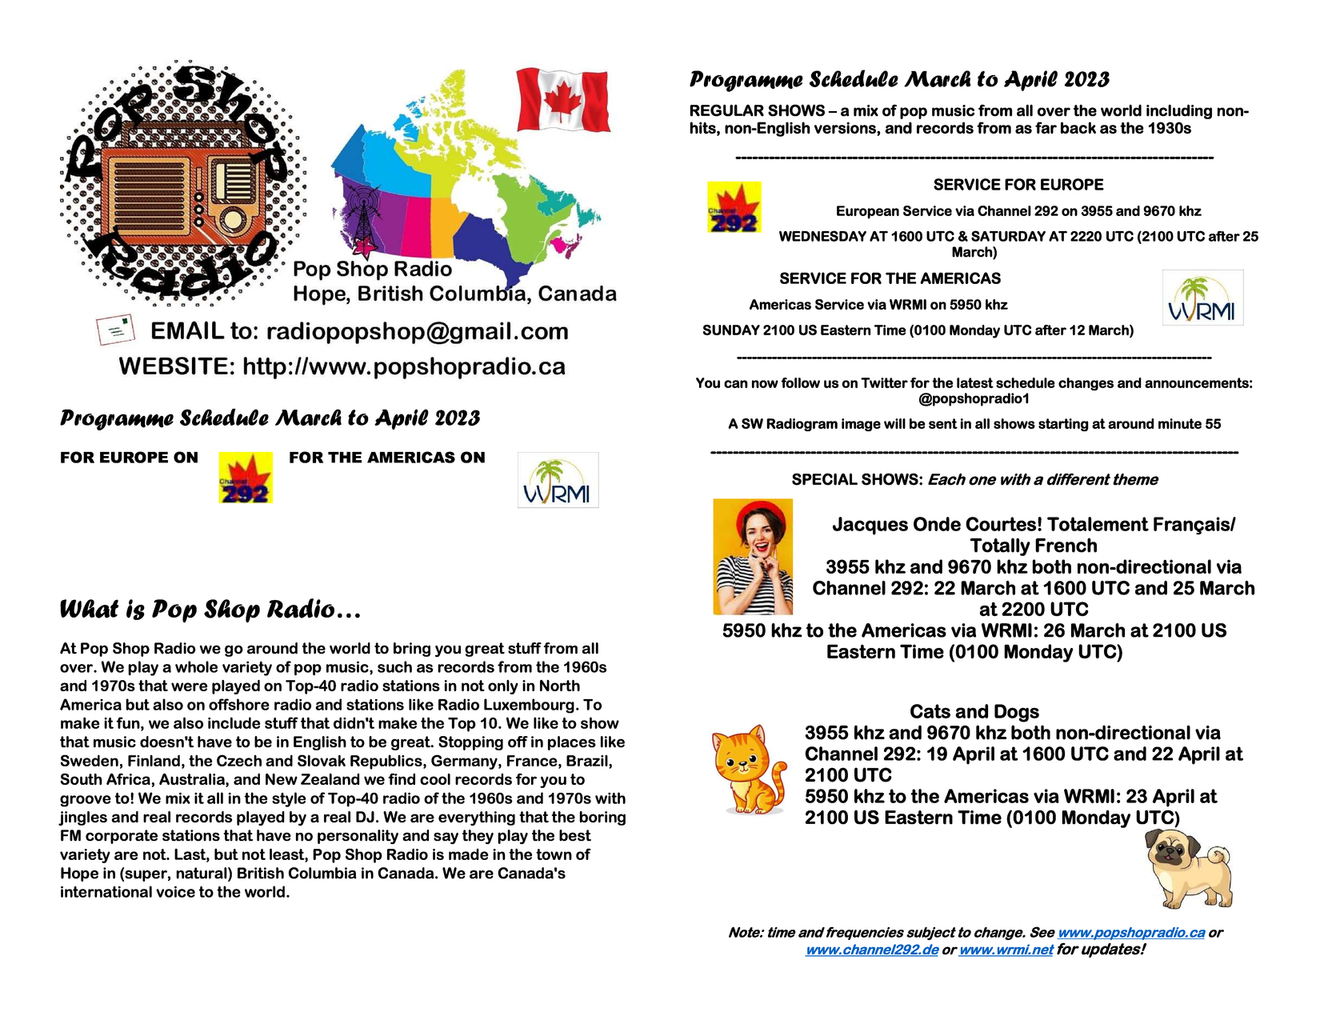 Pop Shop
Radio
Pop Shop Radio
Hope, British Columbia, Canada
EMAIL to: radiopopshop@gmail.com
WEBSITE: http://www.popshopradio.ca
Programme Schedule March to April 2023
FOR EUROPE ON
Channel
292
FOR THE AMERICAS ON
WRMI
What is Pop Shop Radio…
At Pop Shop Radio we go around the world to bring you great stuff from all
over. We play a whole variety of pop music, such as records from the 1960s
and 1970s that were played on Top-40 radio stations in not only in North
America but also on offshore radio and stations like Radio Luxembourg. To
make it fun, we also include stuff that didn't make the Top 10. We like to show
that music doesn't have to be in English to be great. Stopping off in places like
Sweden, Finland, the Czech and Slovak Republics, Germany, France, Brazil,
South Africa, Australia, and New Zealand we find cool records for you to
groove to! We mix it all in the style of Top-40 radio of the 1960s and 1970s with
jingles and real records played by a real DJ. We are everything that the boring
FM corporate stations that have no personality and say they play the best
variety are not. Last, but not least, Pop Shop Radio is made in the town of
Hope in (super, natural) British Columbia in Canada. We are Canada's
international voice to the world.
Programme Schedule March to April 2023
REGULAR SHOWS – a mix of pop music from all over the world including non-
hits, non-English versions, and records from as far back as the 1930s
--------------------------------------------------------------------------------------
SERVICE FOR EUROPE
Channel
292
European Service via Channel 292 on 3955 and 9670 khz
WEDNESDAY AT 1600 UTC & SATURDAY AT 2220 UTC (2100 UTC after 25
March)
SERVICE FOR THE AMERICAS
WRMI
Americas Service via WRMI on 5950 khz
SUNDAY 2100 US Eastern Time (0100 Monday UTC after 12 March)
--------------------------------------------------------------------------------------
You can now follow us on Twitter for the latest schedule changes and announcements:
@popshopradio1
A SW Radiogram image will be sent in all shows starting at around minute 55
--------------------------------------------------------------------------------------
SPECIAL SHOWS: Each one with a different theme
Jacques Onde Courtes! Totalement Français/
Totally French
3955 khz and 9670 khz both non-directional via
Channel 292: 22 March at 1600 UTC and 25 March
at 2200 UTC
5950 khz to the Americas via WRMI: 26 March at 2100 US
Eastern Time (0100 Monday UTC)
Cats and Dogs
3955 khz and 9670 khz both non-directional via
Channel 292: 19 April at 1600 UTC and 22 April at
2100 UTC
5950 khz to the Americas via WRMI: 23 April at
2100 US Eastern Time (0100 Monday UTC)
Note: time and frequencies subject to change. See www.popshopradio.ca or
www.channel292.de or www.wrmi.net for updates!